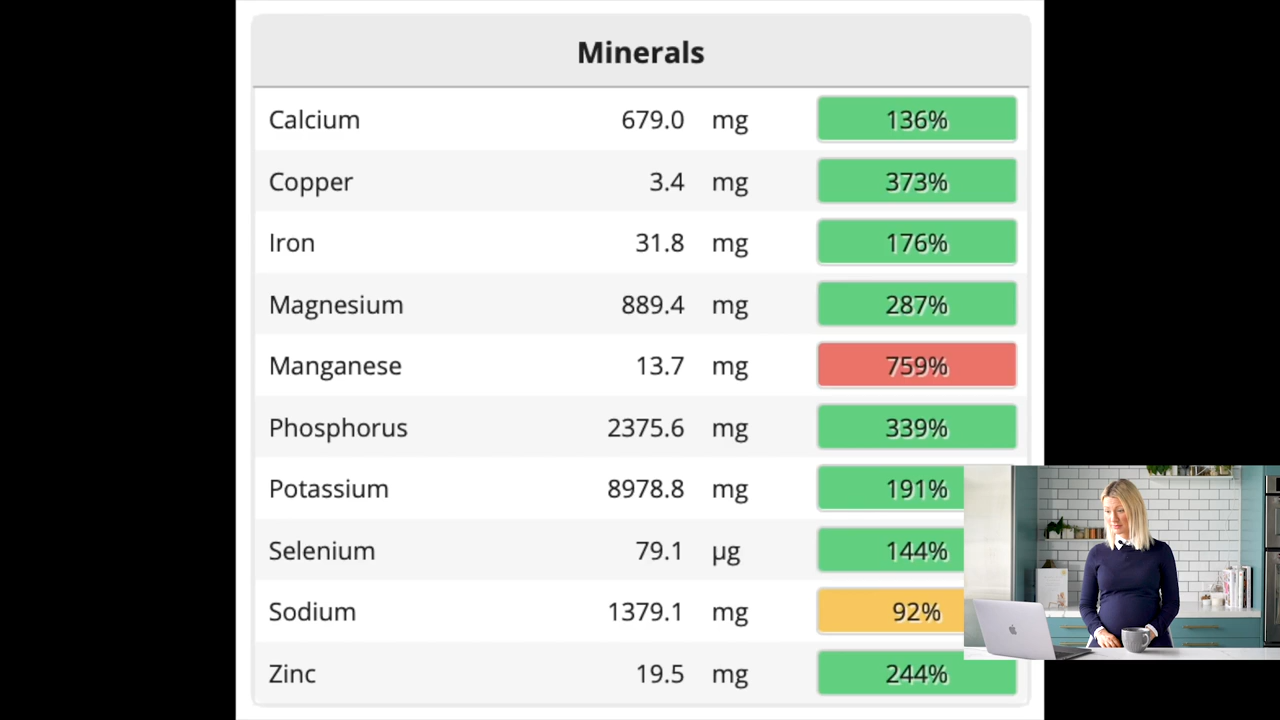 Minerals
Calcium 679.0 mg 136%
Copper 3.4 mg 373%
Iron 31.8 mg 176%
Magnesium 889.4 mg 287%
Manganese 13.7 mg 759%
Phosphorus 2375.6 mg 339%
Potassium 8978.8 mg 191%
Selenium 79.1 µg 144%
Sodium 1379.1 mg 92%
Zinc 19.5 mg 244%